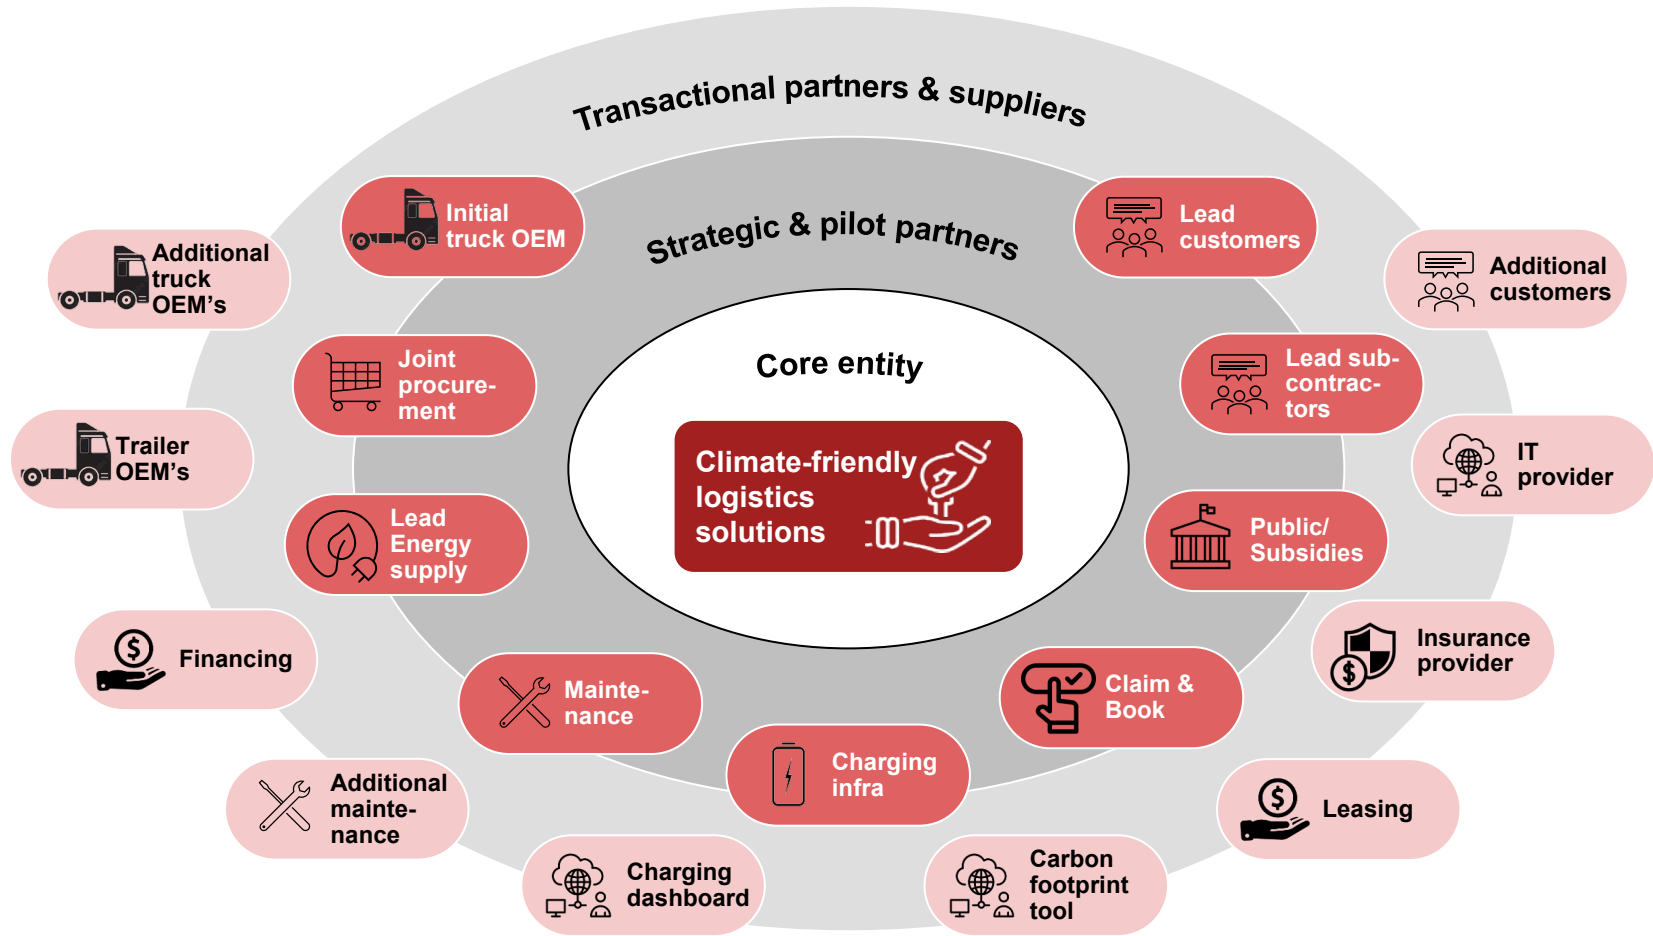 Transactional partners & suppliers
Strategic & pilot partners
Core entity
Climate-friendly
logistics
solutions
Initial
truck OEM
Joint
procure-
ment
Lead
Energy
supply
Mainte-
nance
Charging
infra
Claim &
Book
Public/
Subsidies
Lead sub-
contrac-
tors
Lead
customers
Additional
truck
OEM’s
Trailer
OEM’s
$
Financing
Additional
mainte-
nance
Charging
dashboard
Carbon
footprint
tool
$
Leasing
$
Insurance
provider
IT
provider
Additional
customers